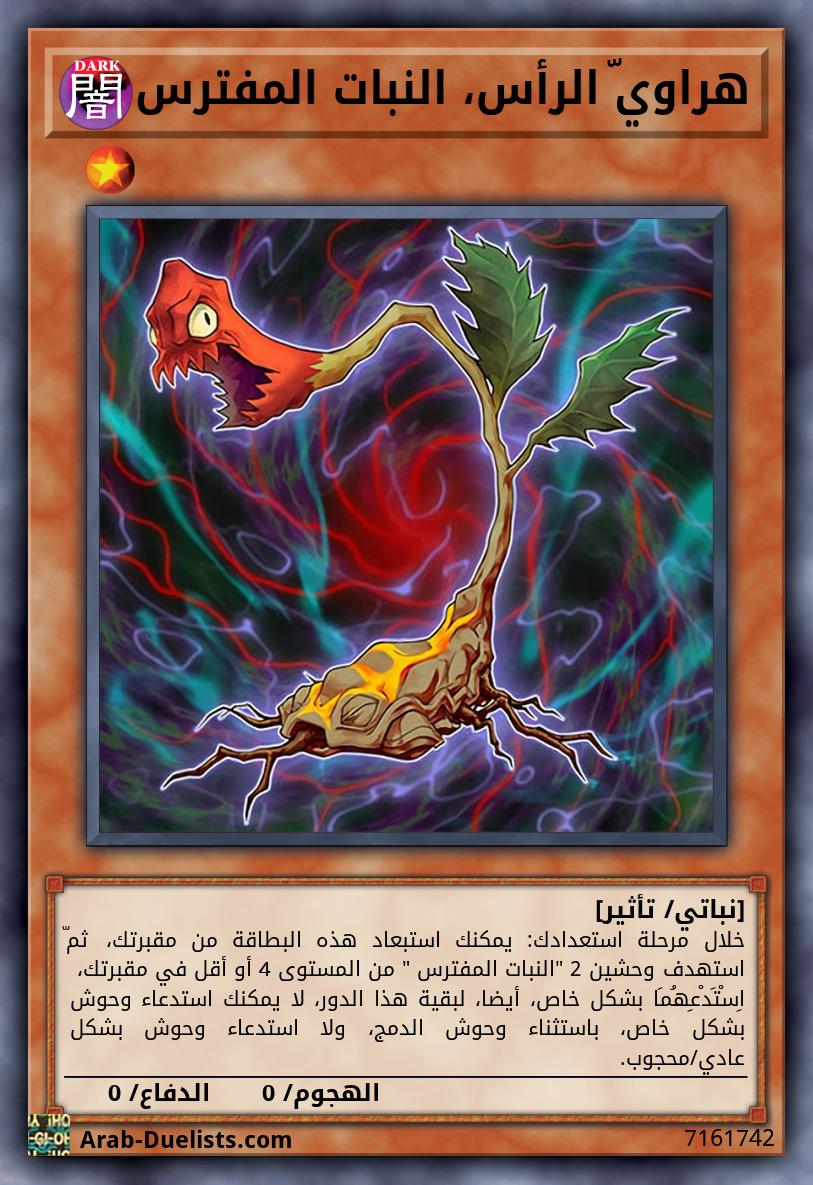 هراويّ الرأس، النبات المفترس
DARK
闇
[نباتي/ تأثير]
خلال مرحلة استعدادك: يمكنك استبعاد هذه البطاقة من مقبرتك، ثمّ
استهدف وحشين 2 "النبات المفترس " من المستوى 4 أو أقل في مقبرتك،
اِسْتَدْعِهُمَا بشكل خاص، أيضا، لبقية هذا الدور، لا يمكنك استدعاء وحوش
بشكل خاص، باستثناء وحوش الدمج، ولا استدعاء وحوش بشكل
عادي/محجوب.
الهجوم/ 0 الدفاع/ 0
Arab-Duelists.com
7161742